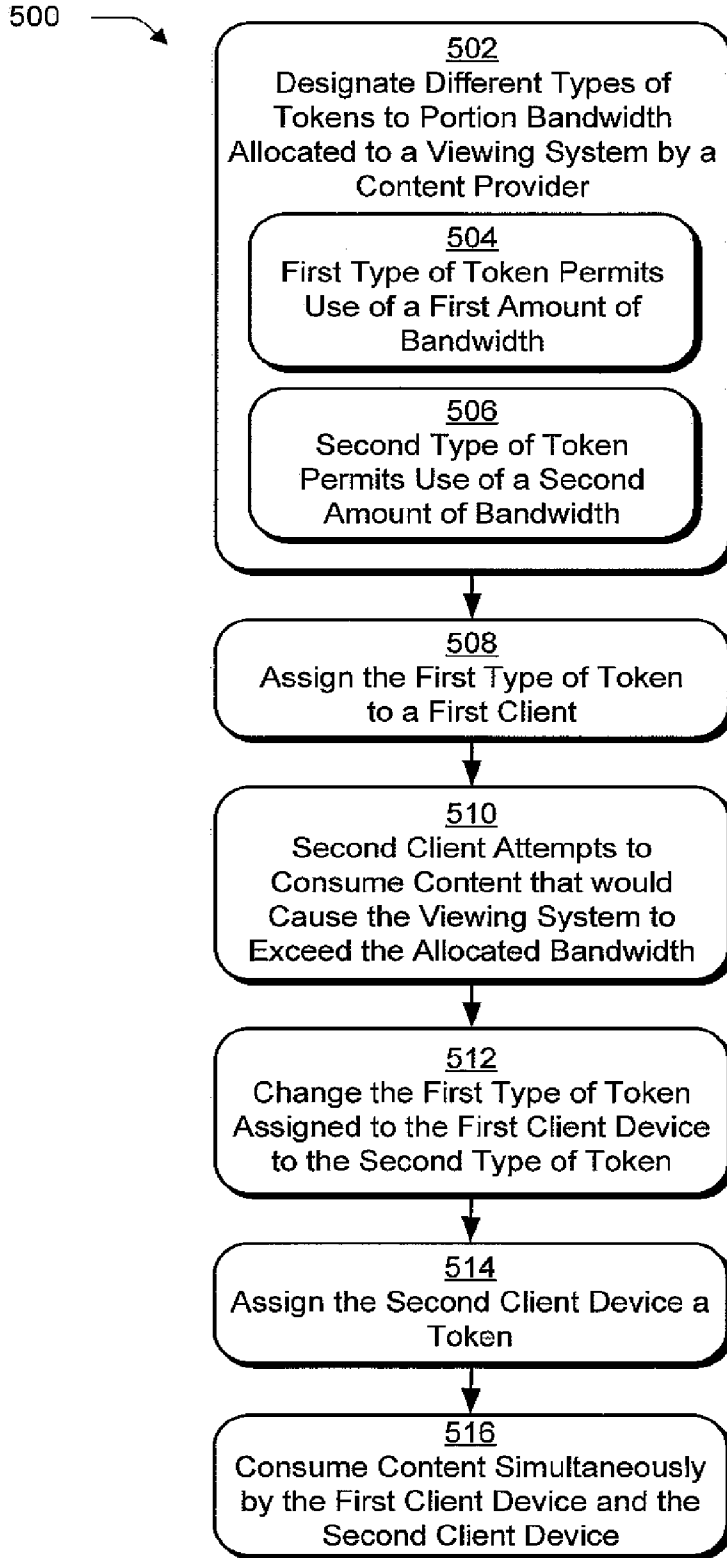 500
502
Designate Different Types of
Tokens to Portion Bandwidth
Allocated to a Viewing System by a
Content Provider
504
First Type of Token Permits
Use of a First Amount of
Bandwidth
506
Second Type of Token
Permits Use of a Second
Amount of Bandwidth
508
Assign the First Type of Token
to a First Client
510
Second Client Attempts to
Consume Content that would
Cause the Viewing System to
Exceed the Allocated Bandwidth
512
Change the First Type of Token
Assigned to the First Client Device
to the Second Type of Token
514
Assign the Second Client Device a
Token
516
Consume Content Simultaneously
by the First Client Device and the
Second Client Device